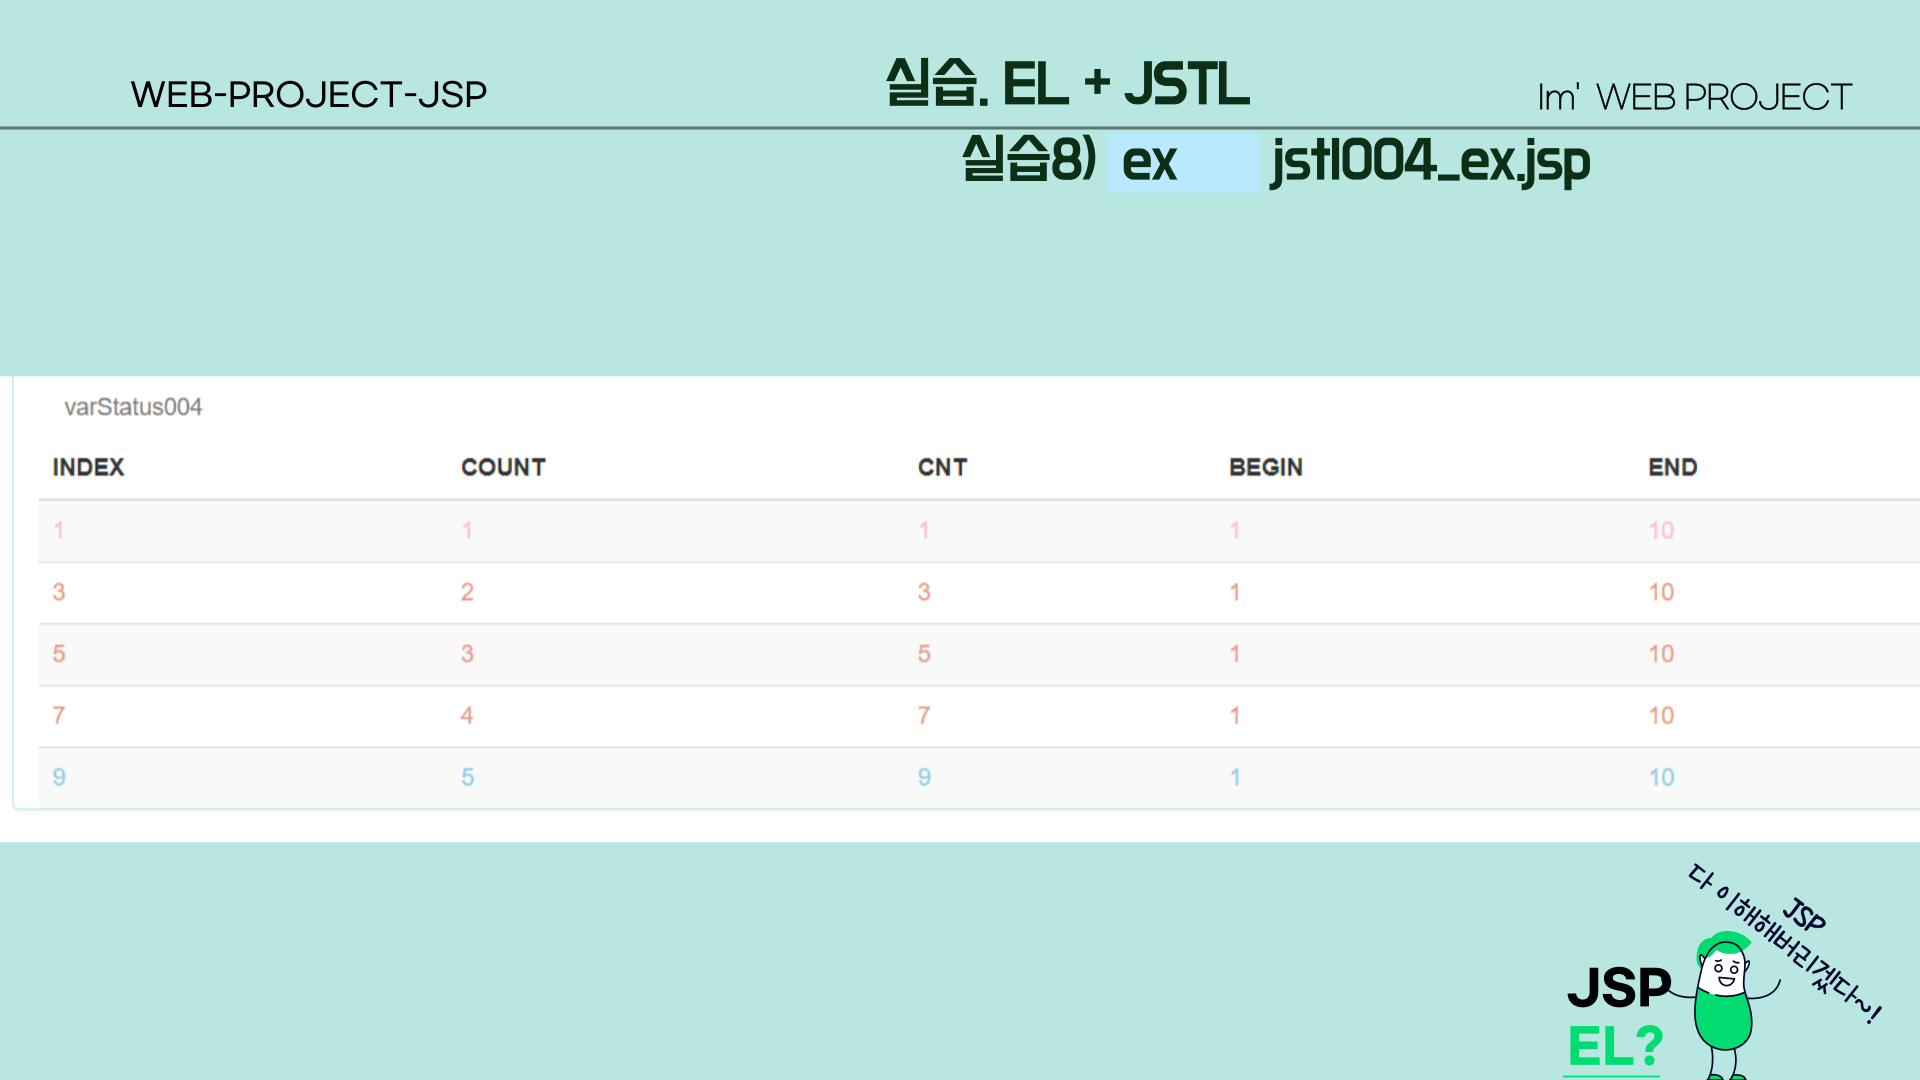 WEB-PROJECT-JSP
실습. EL + JSTL
Im' WEB PROJECT
실습8) ex jstl004_ex.jsp
varStatus004
INDEX COUNT CNT BEGIN END
1 1 1 1 10
3 2 3 1 10
5 3 5 1 10
7 4 7 1 10
9 5 9 1 10
JSP
다 이해해버리겠다~!
JSP
EL?